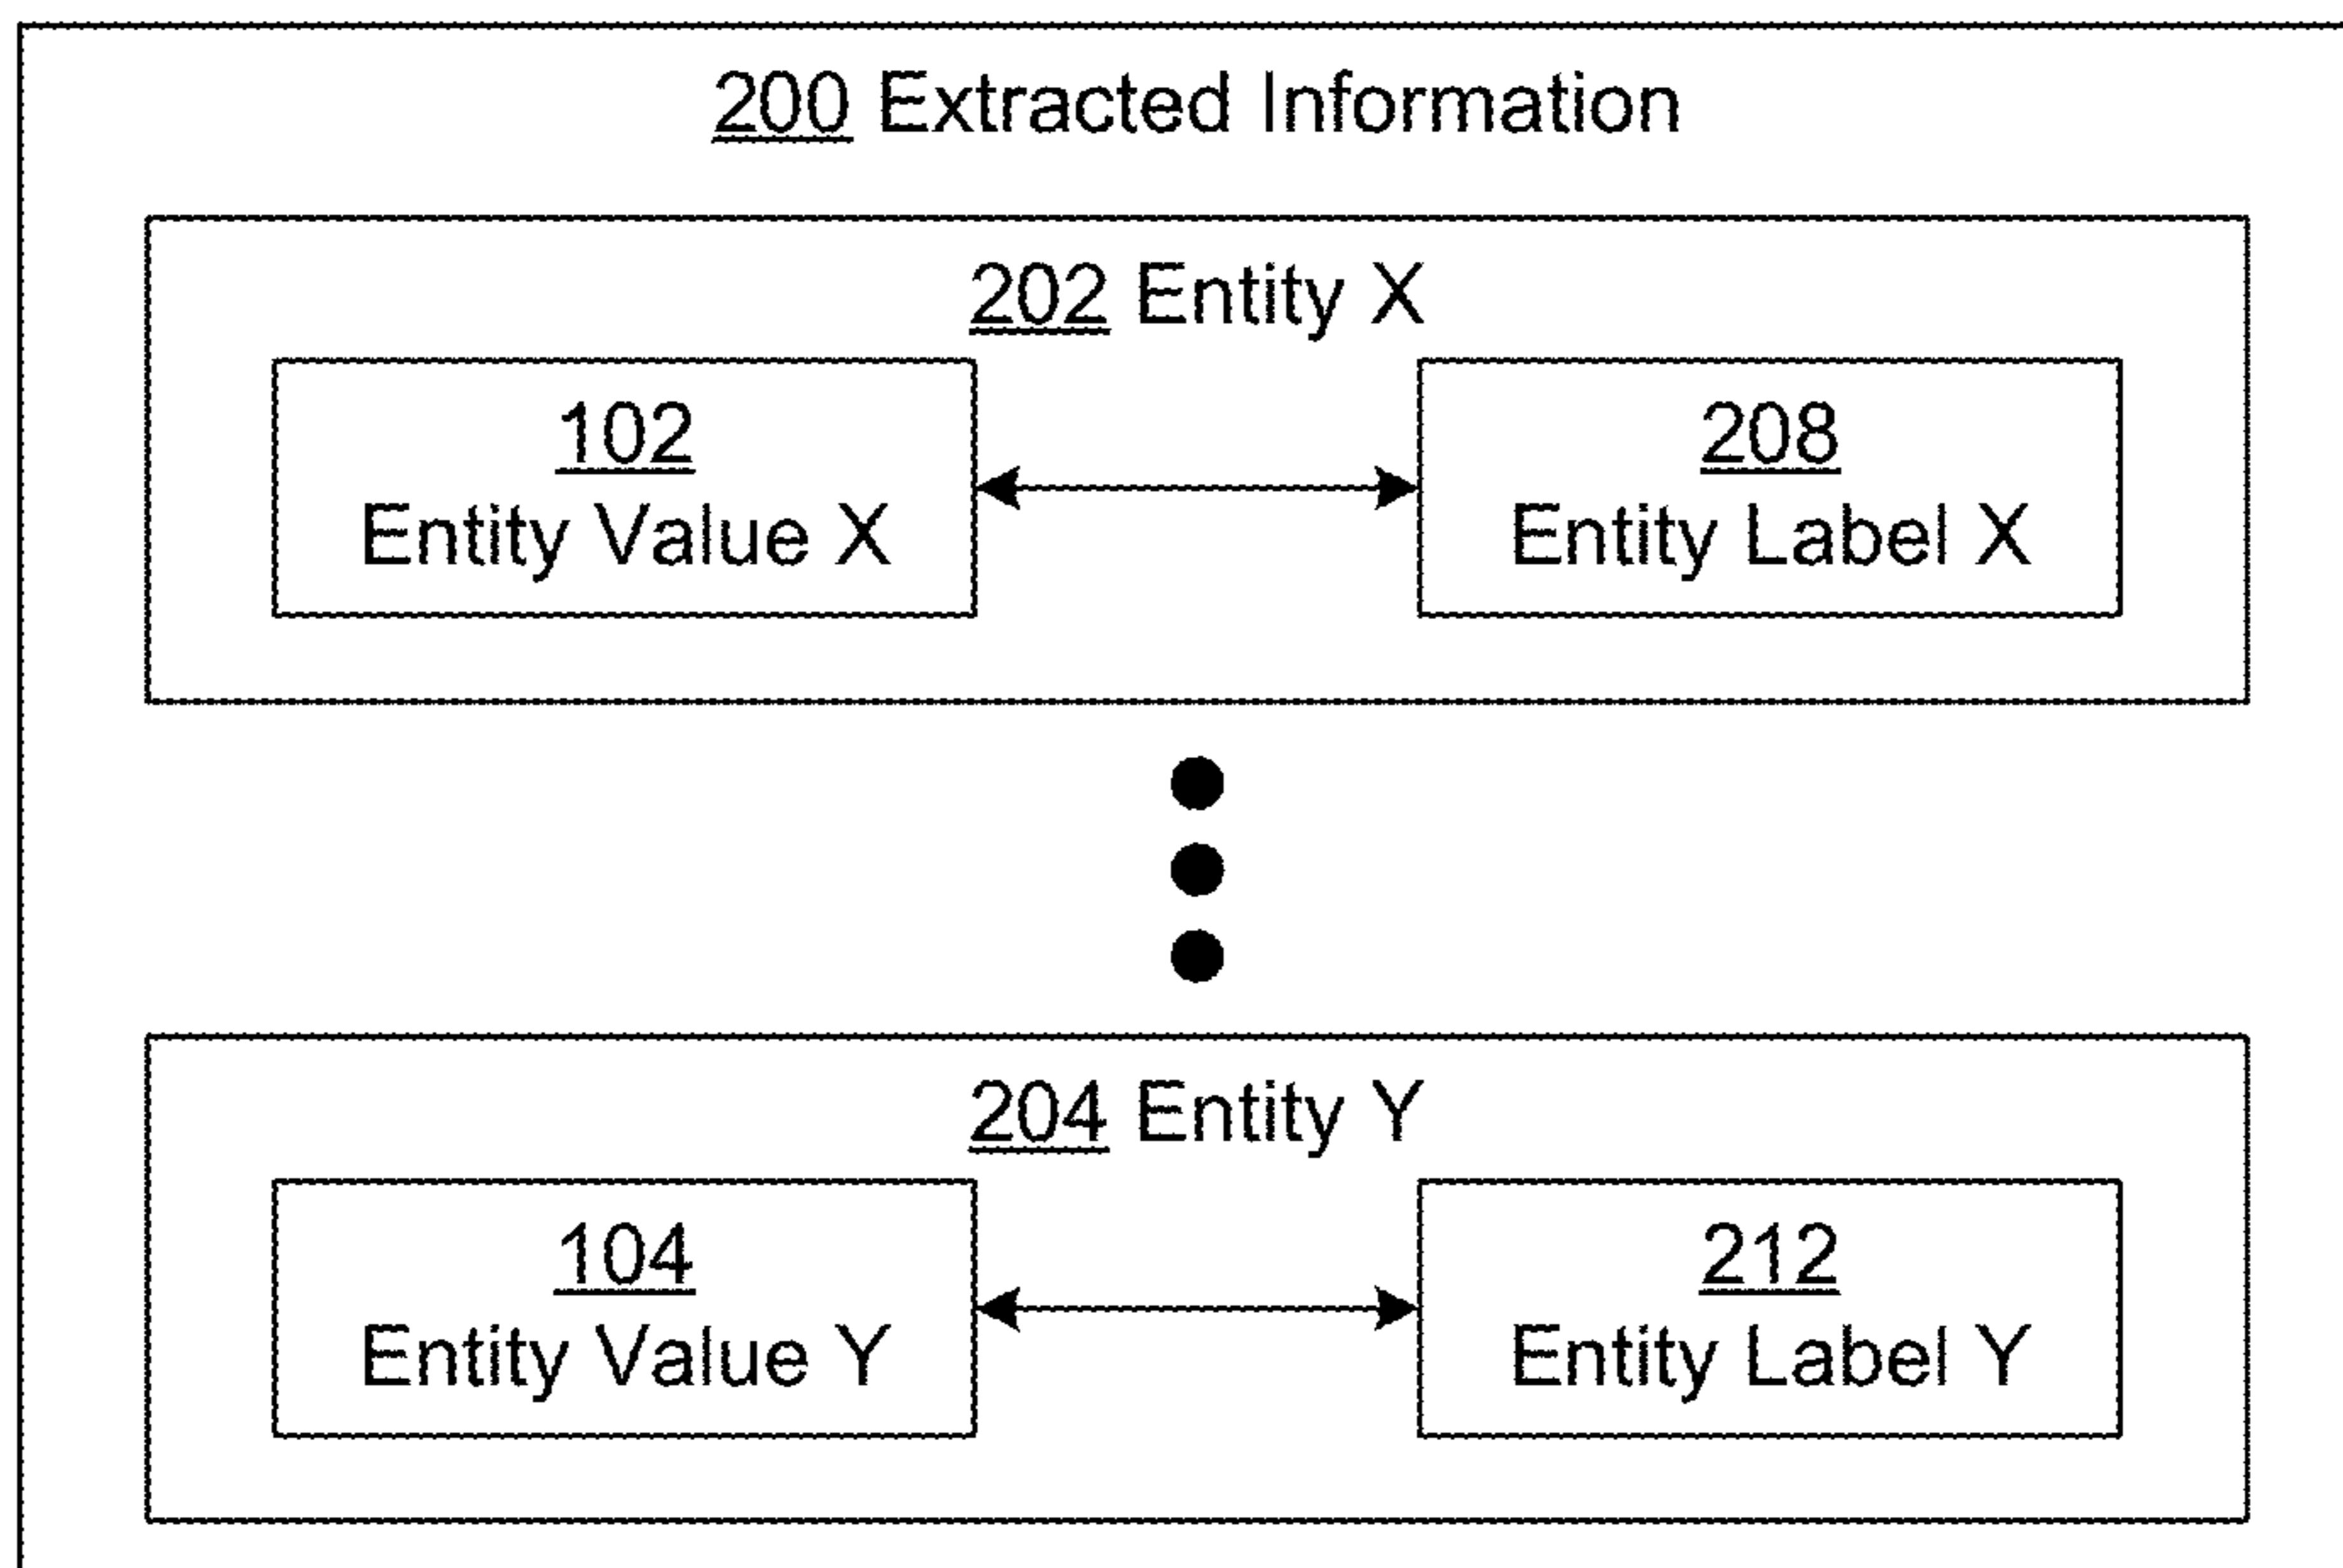 200 Extracted Information
202 Entity X
102
Entity Value X
208
Entity Label X
204 Entity Y
104
Entity Value Y
212
Entity Label Y